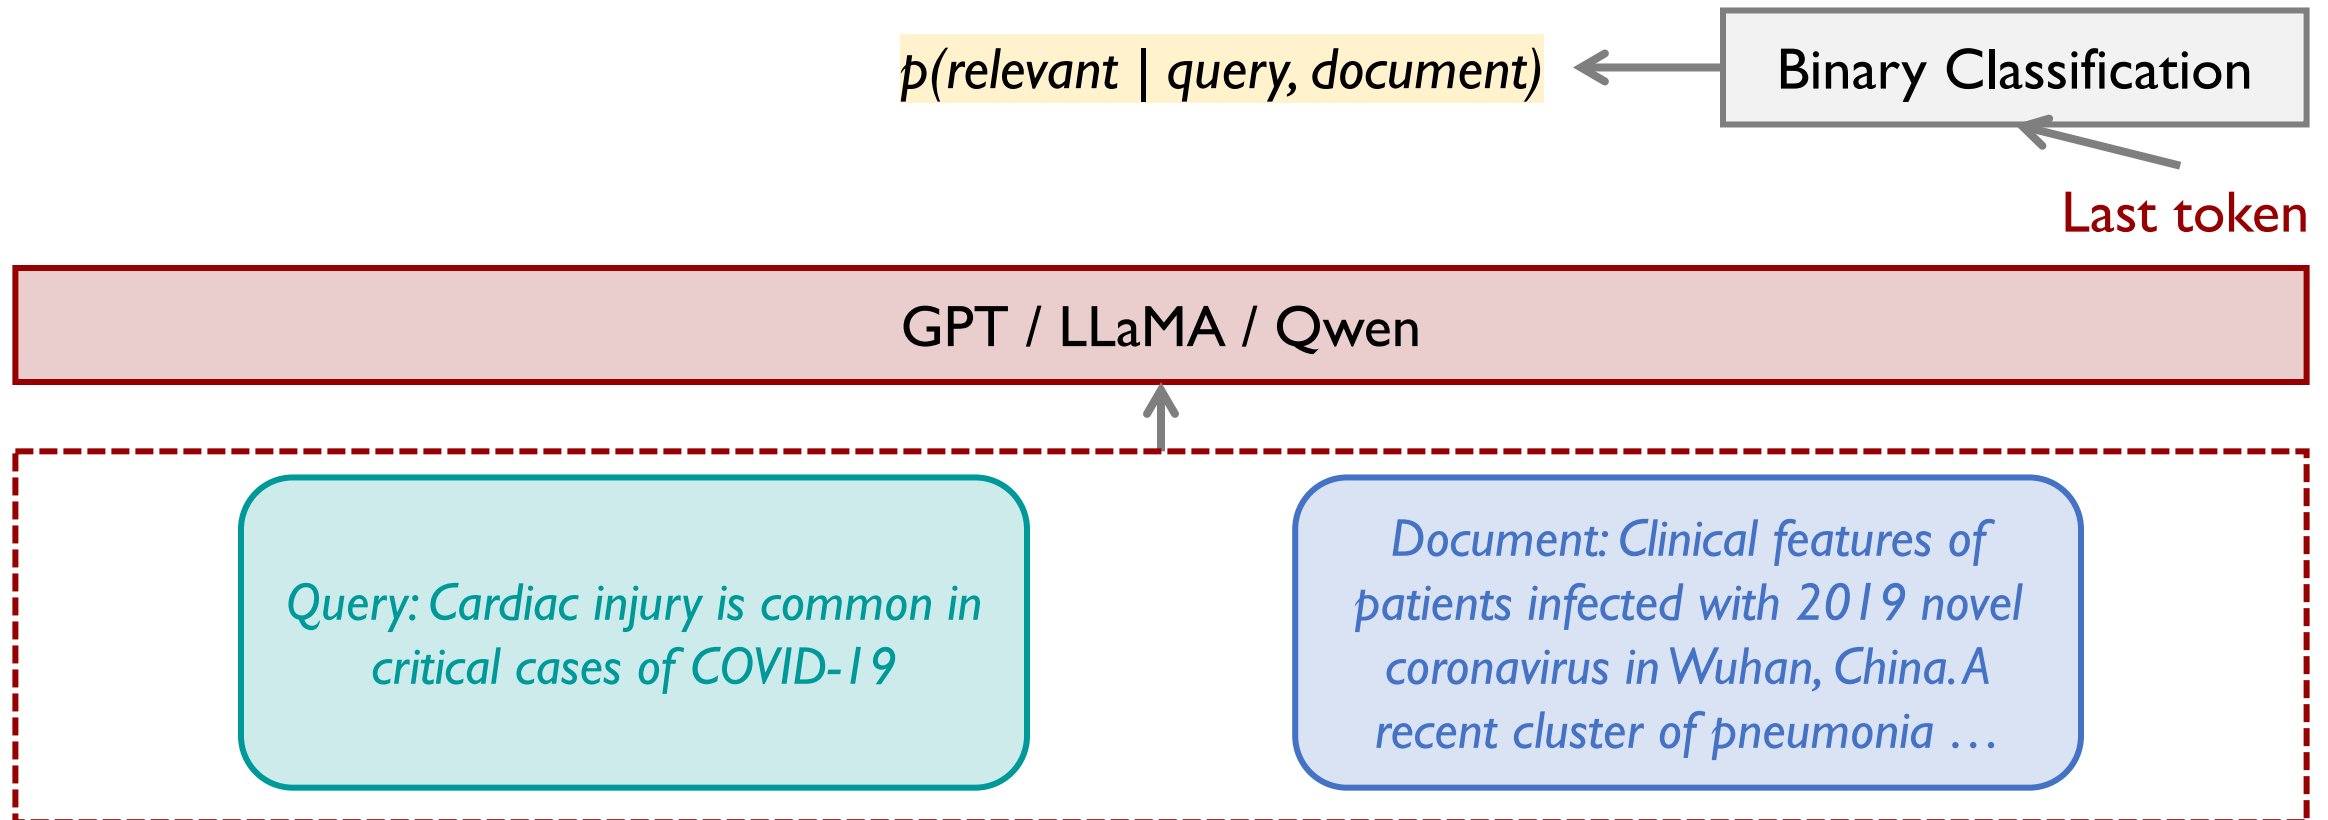 p(relevant | query, document)
Binary Classification
Last token
GPT / LLaMA / Qwen
Query: Cardiac injury is common in
critical cases of COVID-19
Document: Clinical features of
patients infected with 2019 novel
coronavirus in Wuhan, China. A
recent cluster of pneumonia …